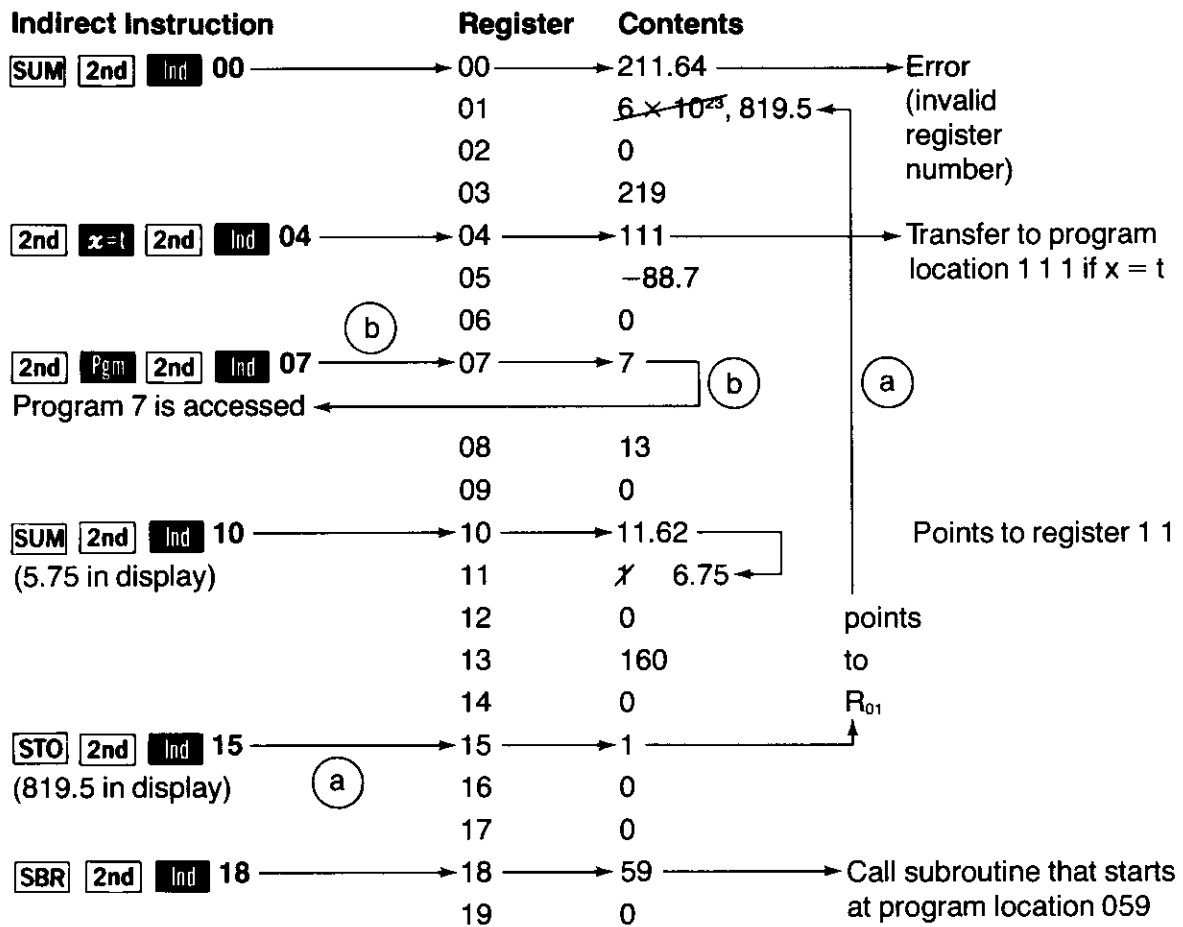 Indirect Instruction Register Contents
SUM 2nd Ind 00 00 211.64 Error
(invalid
01 6 × 10²³, 819.5
register
02 0
number)
03 219
2nd x=t 2nd Ind 04 04 111 Transfer to program
location 1 1 1 if x = t
05 −88.7
b 06 0
2nd Pgm 2nd Ind 07 07 7 b a
Program 7 is accessed
08 13
09 0
SUM 2nd Ind 10 10 11.62 Points to register 1 1
(5.75 in display) 11 1 6.75
12 0 points
13 160 to
14 0 R₀₁
STO 2nd Ind 15 15 1
(819.5 in display) a 16 0
17 0
SBR 2nd Ind 18 18 59 Call subroutine that starts
19 0 at program location 059